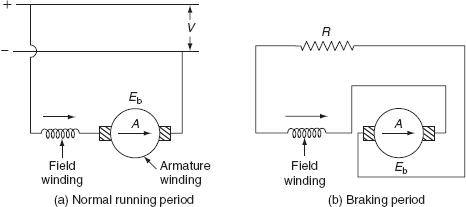 +
V
−
E_b
A
Field winding
Armature winding
(a) Normal running period
R
A
E_b
Field winding
(b) Braking period